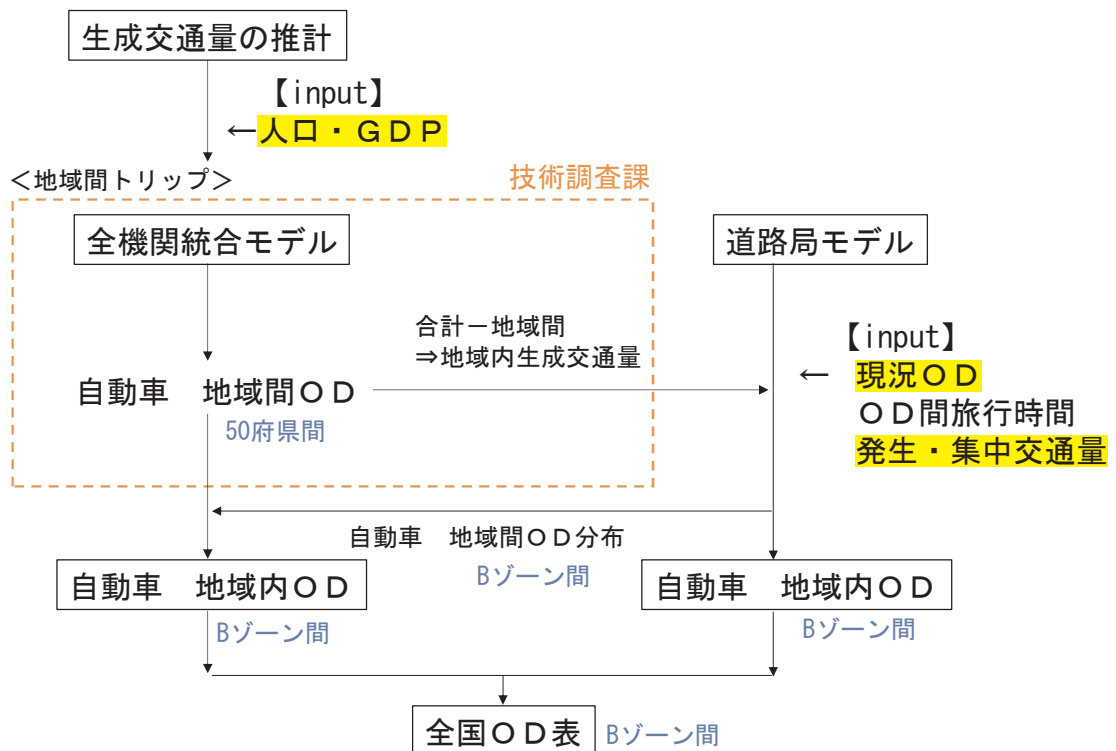 生成交通量の推計
【input】
←人口・GDP
<地域間トリップ>
技術調査課
全機関統合モデル
道路局モデル
合計－地域間
⇒地域内生成交通量
【input】
← 現況OD
OD間旅行時間
発生・集中交通量
自動車　地域間OD
50府県間
自動車　地域間OD分布
Bゾーン間
自動車　地域内OD
自動車　地域内OD
Bゾーン間
Bゾーン間
全国OD表
Bゾーン間